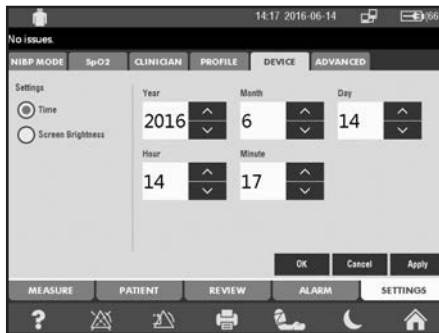 14:17 2016-06-14 (66
No issues.
NIBP MODE SpO2 CLINICIAN PROFILE DEVICE ADVANCED
Settings
Time
Screen Brightness
Year Month Day
2016 6 14
Hour Minute
14 17
OK Cancel Apply
MEASURE PATIENT REVIEW ALARM SETTINGS
?